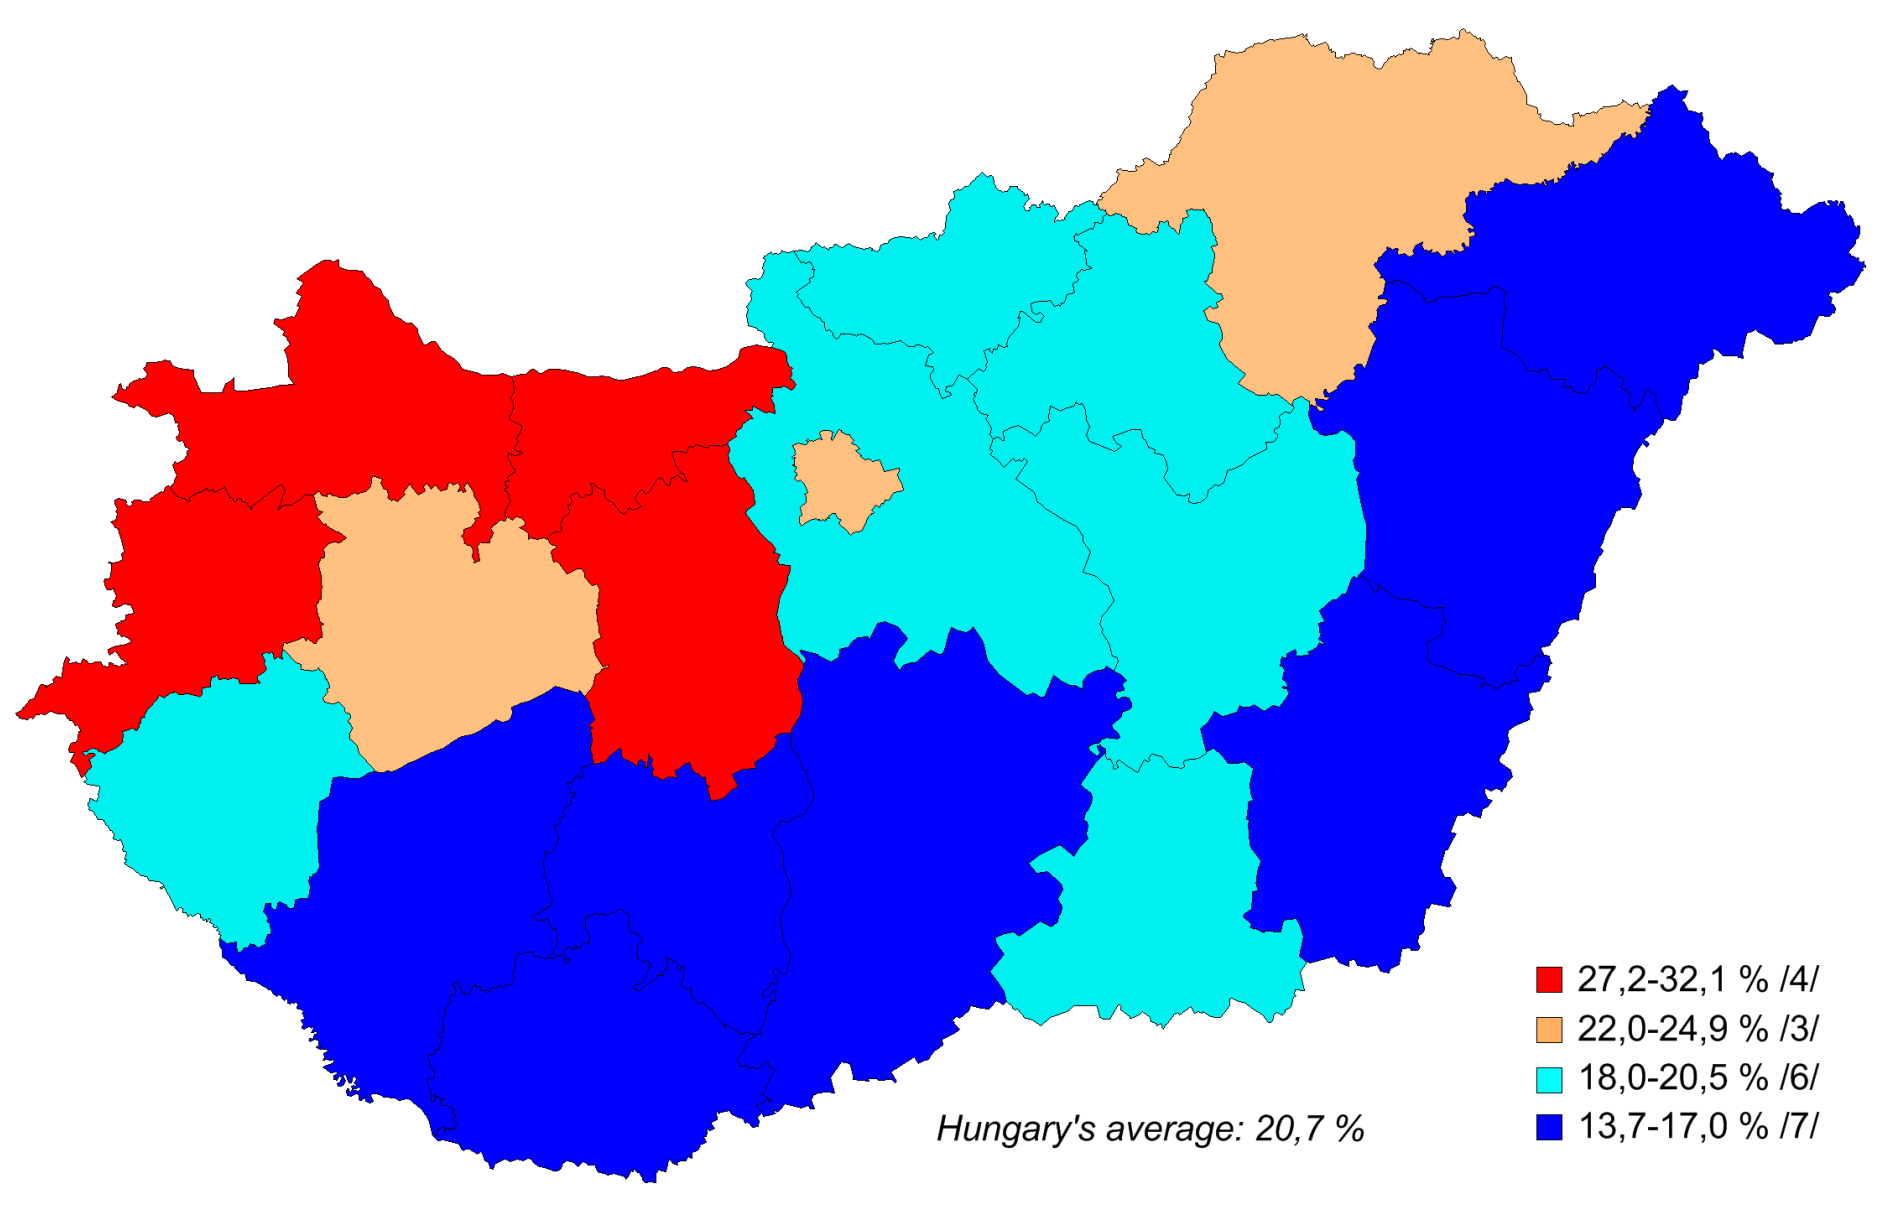 27,2-32,1 % /4/
22,0-24,9 % /3/
18,0-20,5 % /6/
13,7-17,0 % /7/
Hungary's average: 20,7 %